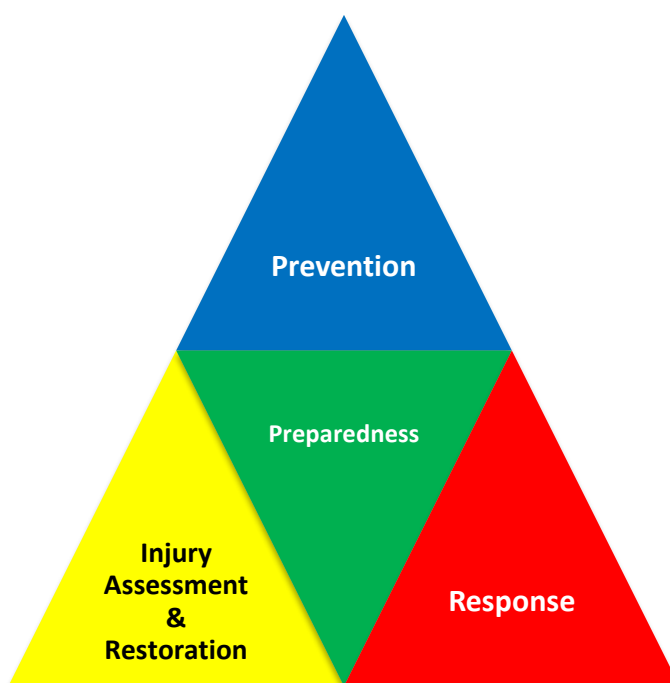 Prevention
Preparedness
Injury
Assessment
&
Restoration
Response